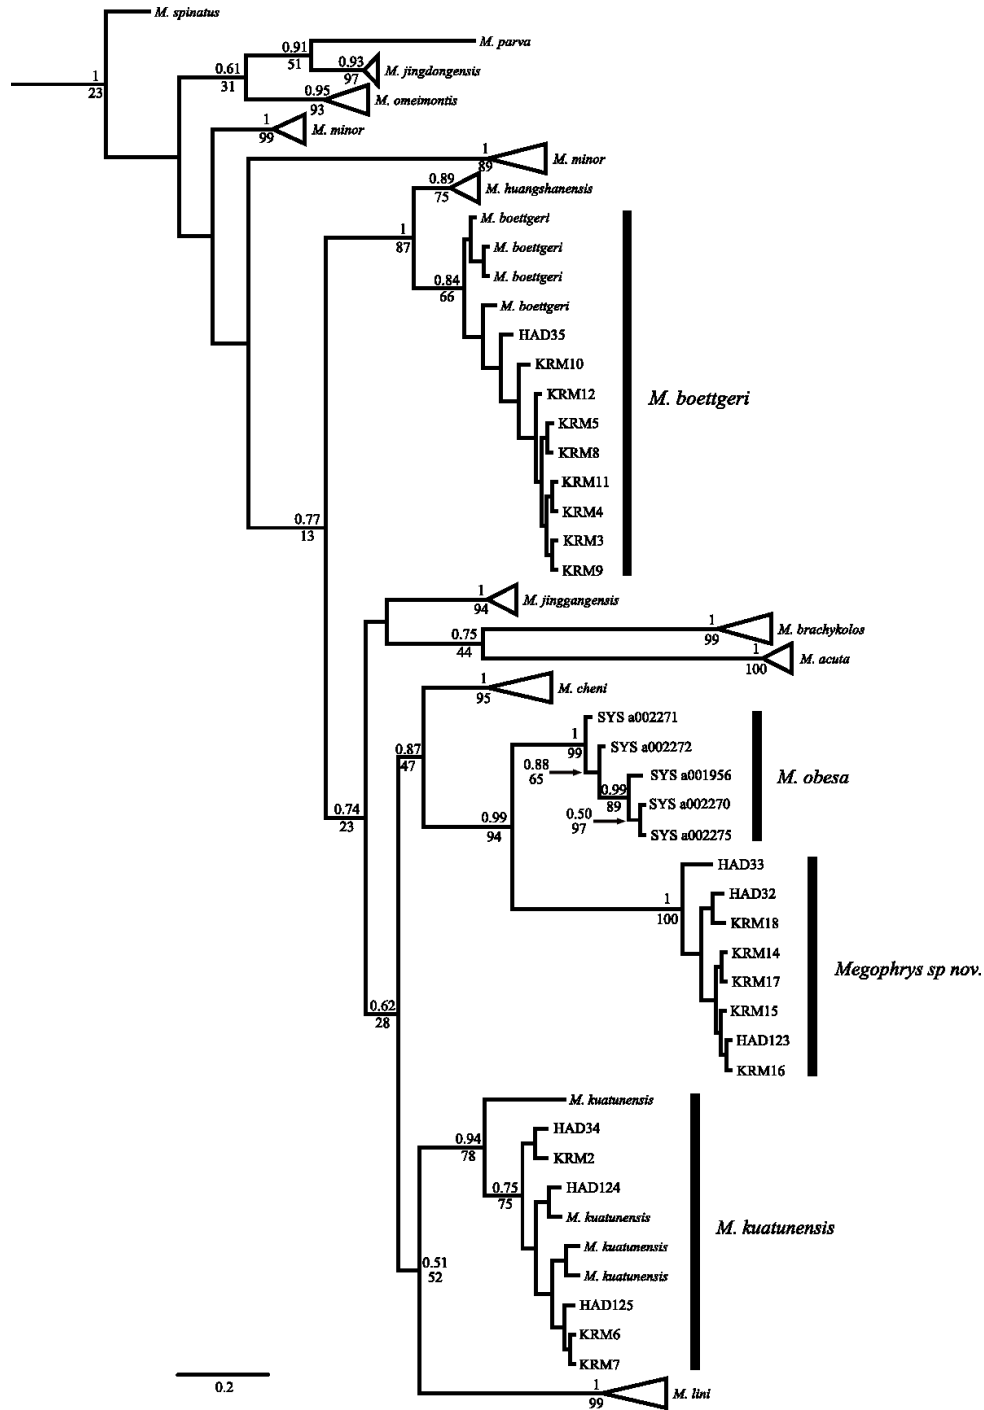 M. spinatus
M. parva
0.91
51
0.93
97
M. jingdongensis
0.61
31
1
23
0.95
93
M. omeimontis
1
99
M. minor
1
89
M. minor
0.89
75
M. huangshanensis
M. boettgeri
1
87
M. boettgeri
M. boettgeri
0.84
66
M. boettgeri
HAD35
KRM10
M. boettgeri
KRM12
KRM5
KRM8
KRM11
KRM4
0.77
13
KRM3
KRM9
1
94
M. jinggangensis
1
99
M. brachykolos
0.75
44
1
100
M. acuta
1
95
M. cheni
SYS a002271
1
99
SYS a002272
0.87
47
0.88
65
SYS a001956
M. obesa
0.99
89
SYS a002270
0.50
97
SYS a002275
0.74
23
0.99
94
HAD33
1
100
HAD32
KRM18
KRM14
Megophrys sp nov.
KRM17
0.62
28
KRM15
HAD123
KRM16
M. kuatunensis
HAD34
0.94
78
KRM2
0.75
75
HAD124
M. kuatunensis
M. kuatunensis
M. kuatunensis
0.51
52
M. kuatunensis
HAD125
KRM6
KRM7
0.2
1
99
M. lini